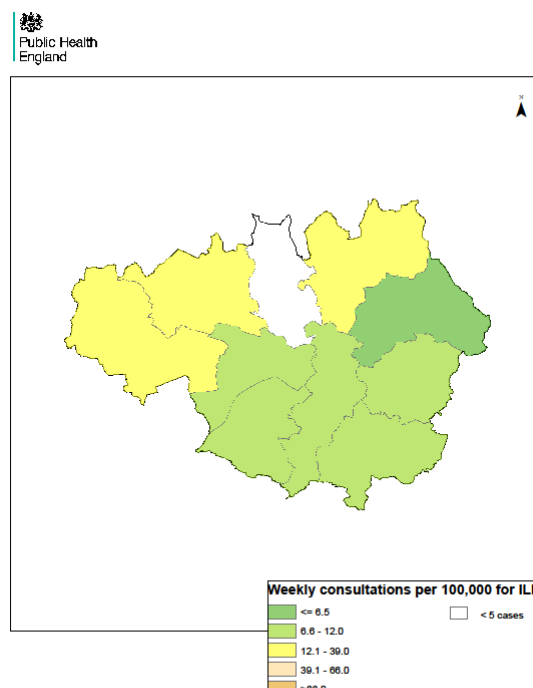 Public Health
England
N
Weekly consultations per 100,000 for ILI
<= 6.5
< 5 cases
6.6 - 12.0
12.1 - 39.0
39.1 - 66.0